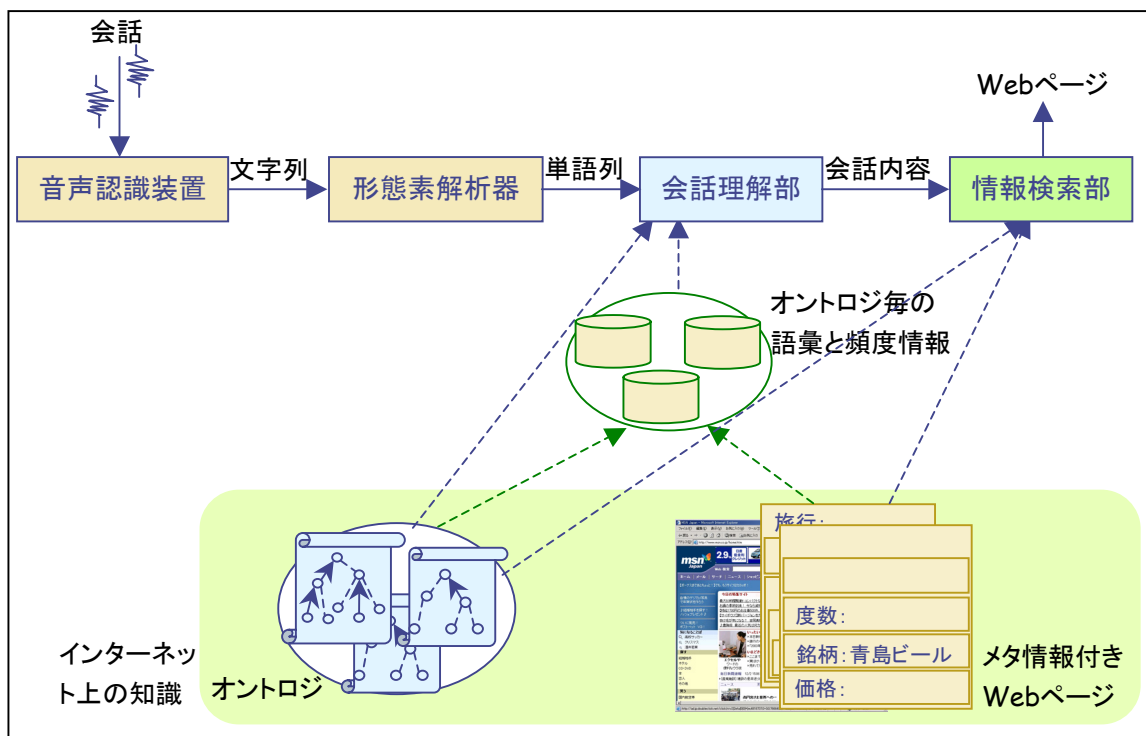 会話
Webページ
音声認識装置
文字列
形態素解析器
単語列
会話理解部
会話内容
情報検索部
オントロジ毎の
語彙と頻度情報
旅行:
度数:
銘柄:青島ビール
価格:
msn
Japan
2.9
インターネッ
ト上の知識
オントロジ
メタ情報付き
Webページ